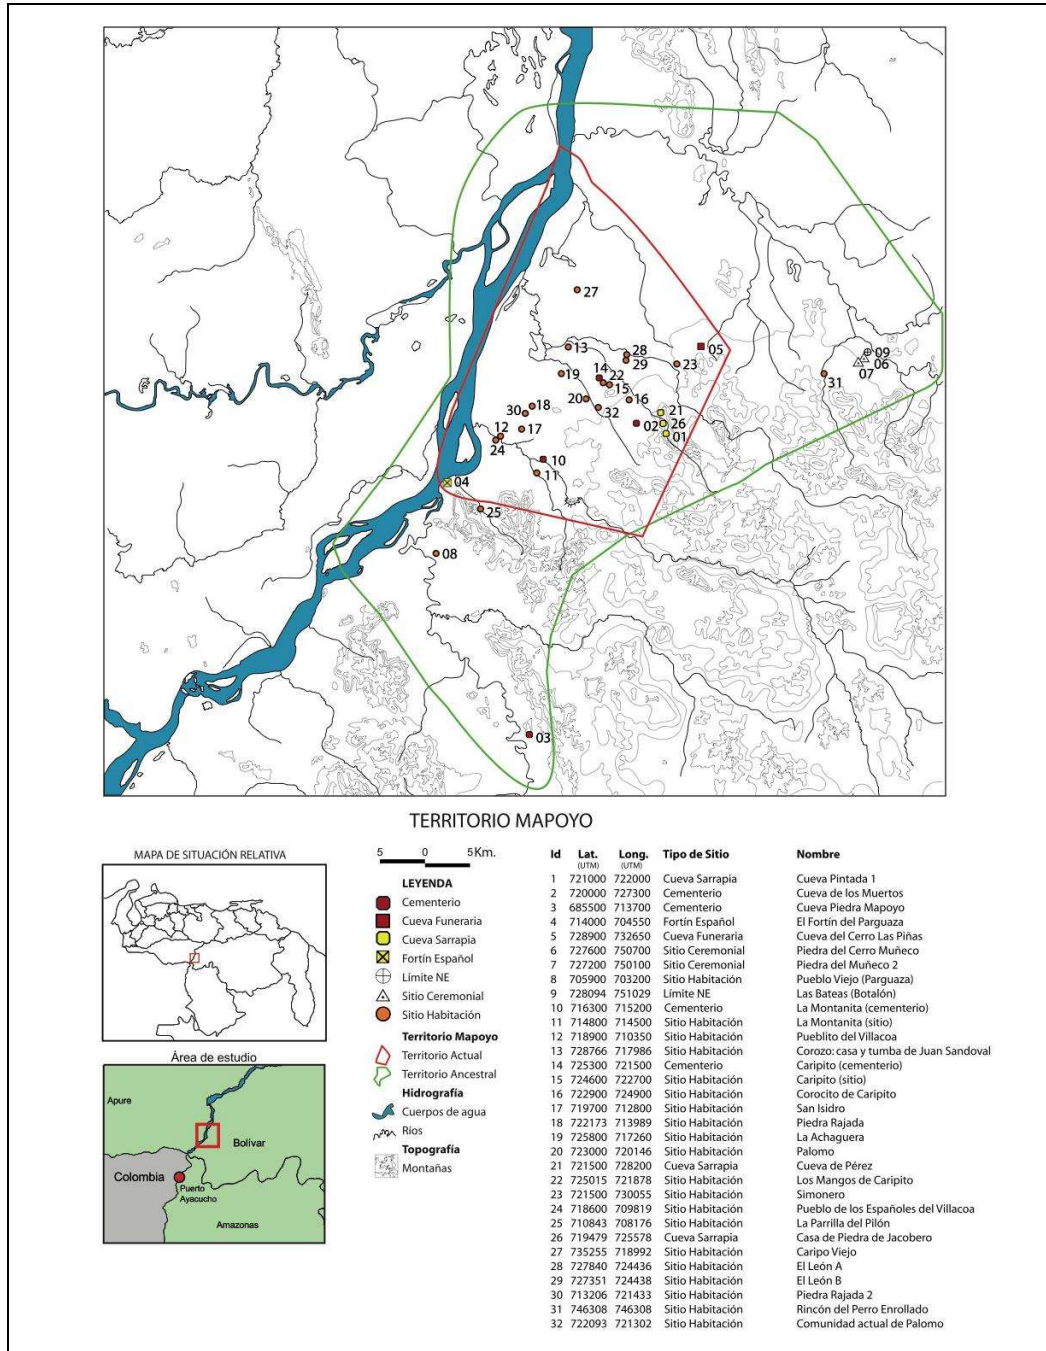 27
13
28
29
05
14
22
19
15
23
09
06
07
31
20
16
32
18
30
21
02
26
01
17
12
24
10
11
04
25
08
03
TERRITORIO MAPOYO
MAPA DE SITUACIÓN RELATIVA
Área de estudio
Apure
Bolívar
Colombia
Puerto
Ayacucho
Amazonas
5 0 5Km.
LEYENDA
Cementerio
Cueva Funeraria
Cueva Sarrapia
Fortín Español
Límite NE
Sitio Ceremonial
Sitio Habitación
Territorio Mapoyo
Territorio Actual
Territorio Ancestral
Hidrografía
Cuerpos de agua
Ríos
Topografía
Montañas
Id Lat. Long. Tipo de Sitio Nombre
(UTM) (UTM)
1 721000 722000 Cueva Sarrapia Cueva Pintada 1
2 720000 727300 Cementerio Cueva de los Muertos
3 685500 713700 Cementerio Cueva Piedra Mapoyo
4 714000 704550 Fortín Español El Fortín del Parguaza
5 728900 732650 Cueva Funeraria Cueva del Cerro Las Piñas
6 727600 750700 Sitio Ceremonial Piedra del Cerro Muñeco
7 727200 750100 Sitio Ceremonial Piedra del Muñeco 2
8 705900 703200 Sitio Habitación Pueblo Viejo (Parguaza)
9 728094 751029 Límite NE Las Bateas (Botalón)
10 716300 715200 Cementerio La Montanita (cementerio)
11 714800 714500 Sitio Habitación La Montanita (sitio)
12 718900 710350 Sitio Habitación Pueblito del Villacoa
13 728766 717986 Sitio Habitación Corozo: casa y tumba de Juan Sandoval
14 725300 721500 Cementerio Caripito (cementerio)
15 724600 722700 Sitio Habitación Caripito (sitio)
16 722900 724900 Sitio Habitación Corocito de Caripito
17 719700 712800 Sitio Habitación San Isidro
18 722173 713989 Sitio Habitación Piedra Rajada
19 725800 717260 Sitio Habitación La Achaguera
20 723000 720146 Sitio Habitación Palomo
21 721500 728200 Cueva Sarrapia Cueva de Pérez
22 725015 721878 Sitio Habitación Los Mangos de Caripito
23 721500 730055 Sitio Habitación Simonero
24 718600 709819 Sitio Habitación Pueblo de los Españoles del Villacoa
25 710843 708176 Sitio Habitación La Parrilla del Pilón
26 719479 725578 Cueva Sarrapia Casa de Piedra de Jacobero
27 735255 718992 Sitio Habitación Caripo Viejo
28 727840 724436 Sitio Habitación El León A
29 727351 724438 Sitio Habitación El León B
30 713206 721433 Sitio Habitación Piedra Rajada 2
31 746308 746308 Sitio Habitación Rincón del Perro Enrollado
32 722093 721302 Sitio Habitación Comunidad actual de Palomo